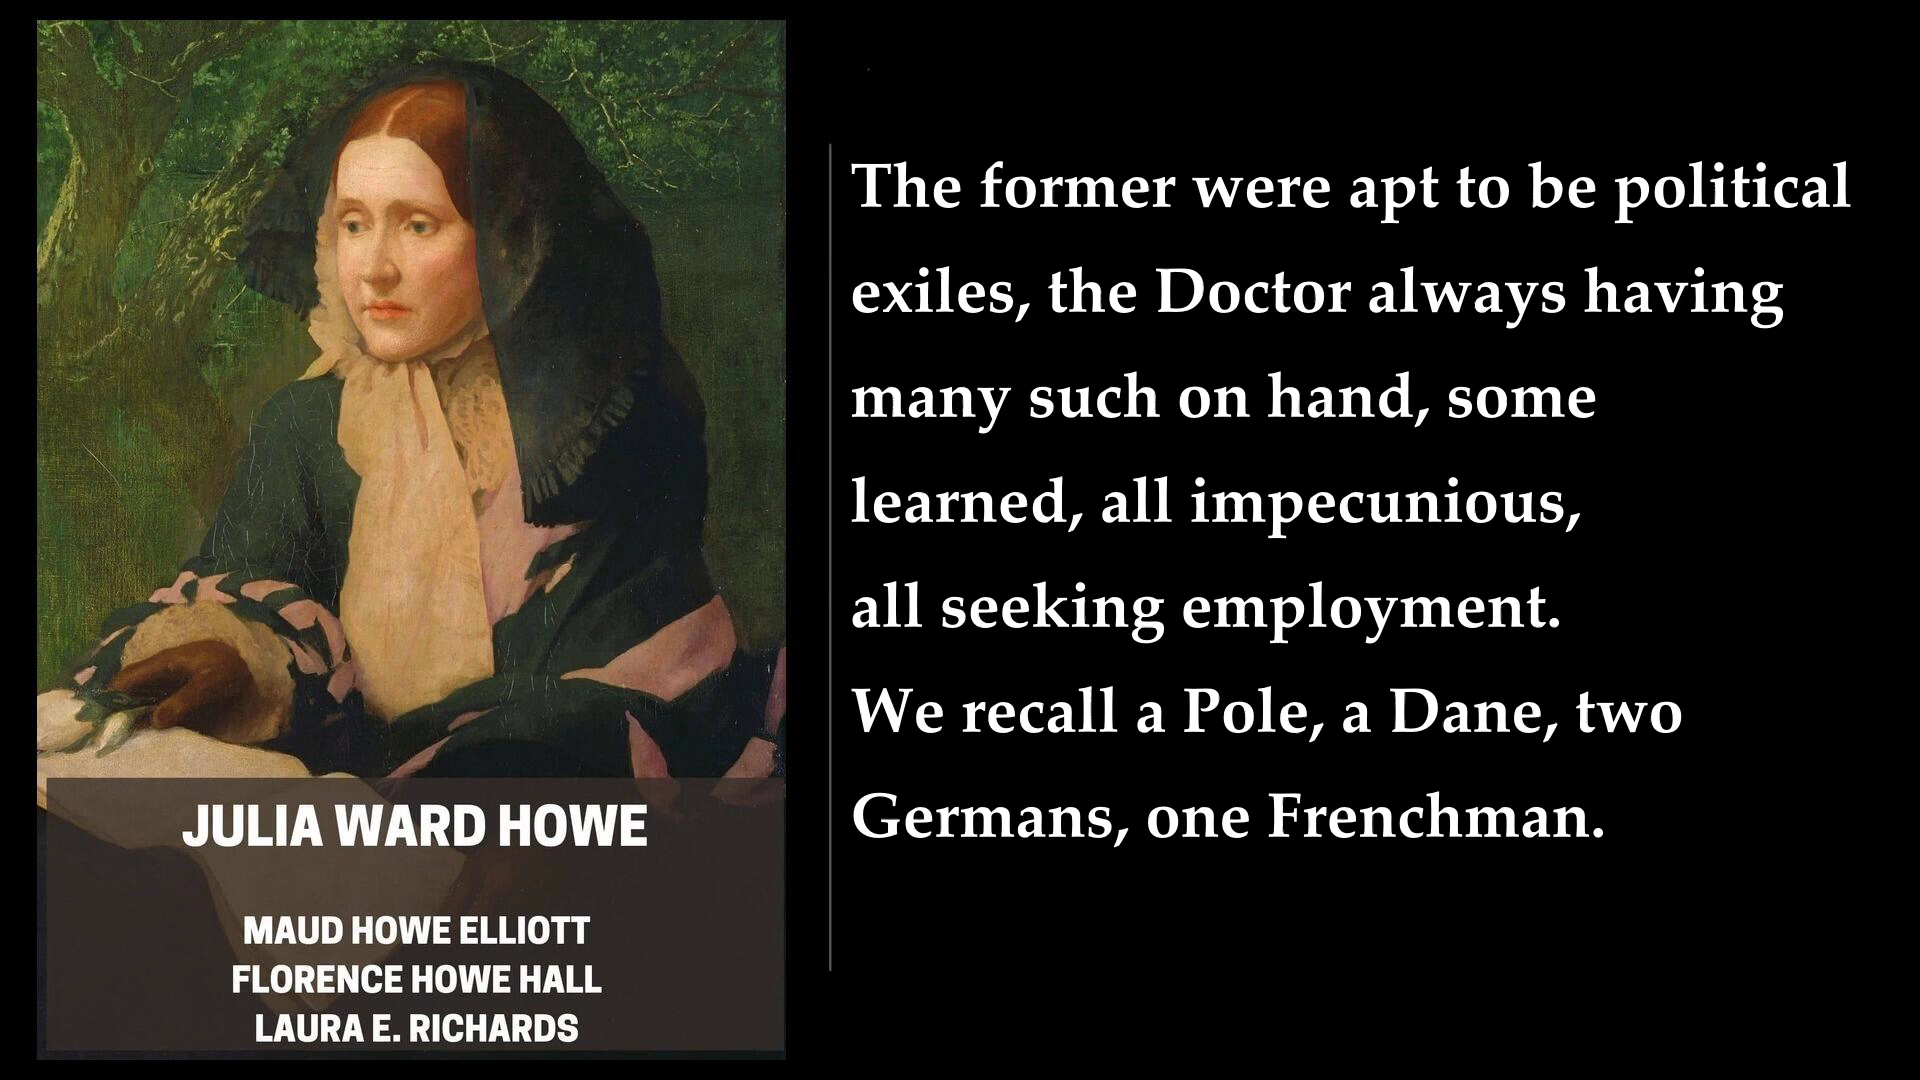 JULIA WARD HOWE
MAUD HOWE ELLIOTT
FLORENCE HOWE HALL
LAURA E. RICHARDS
The former were apt to be political
exiles, the Doctor always having
many such on hand, some
learned, all impecunious,
all seeking employment.
We recall a Pole, a Dane, two
Germans, one Frenchman.